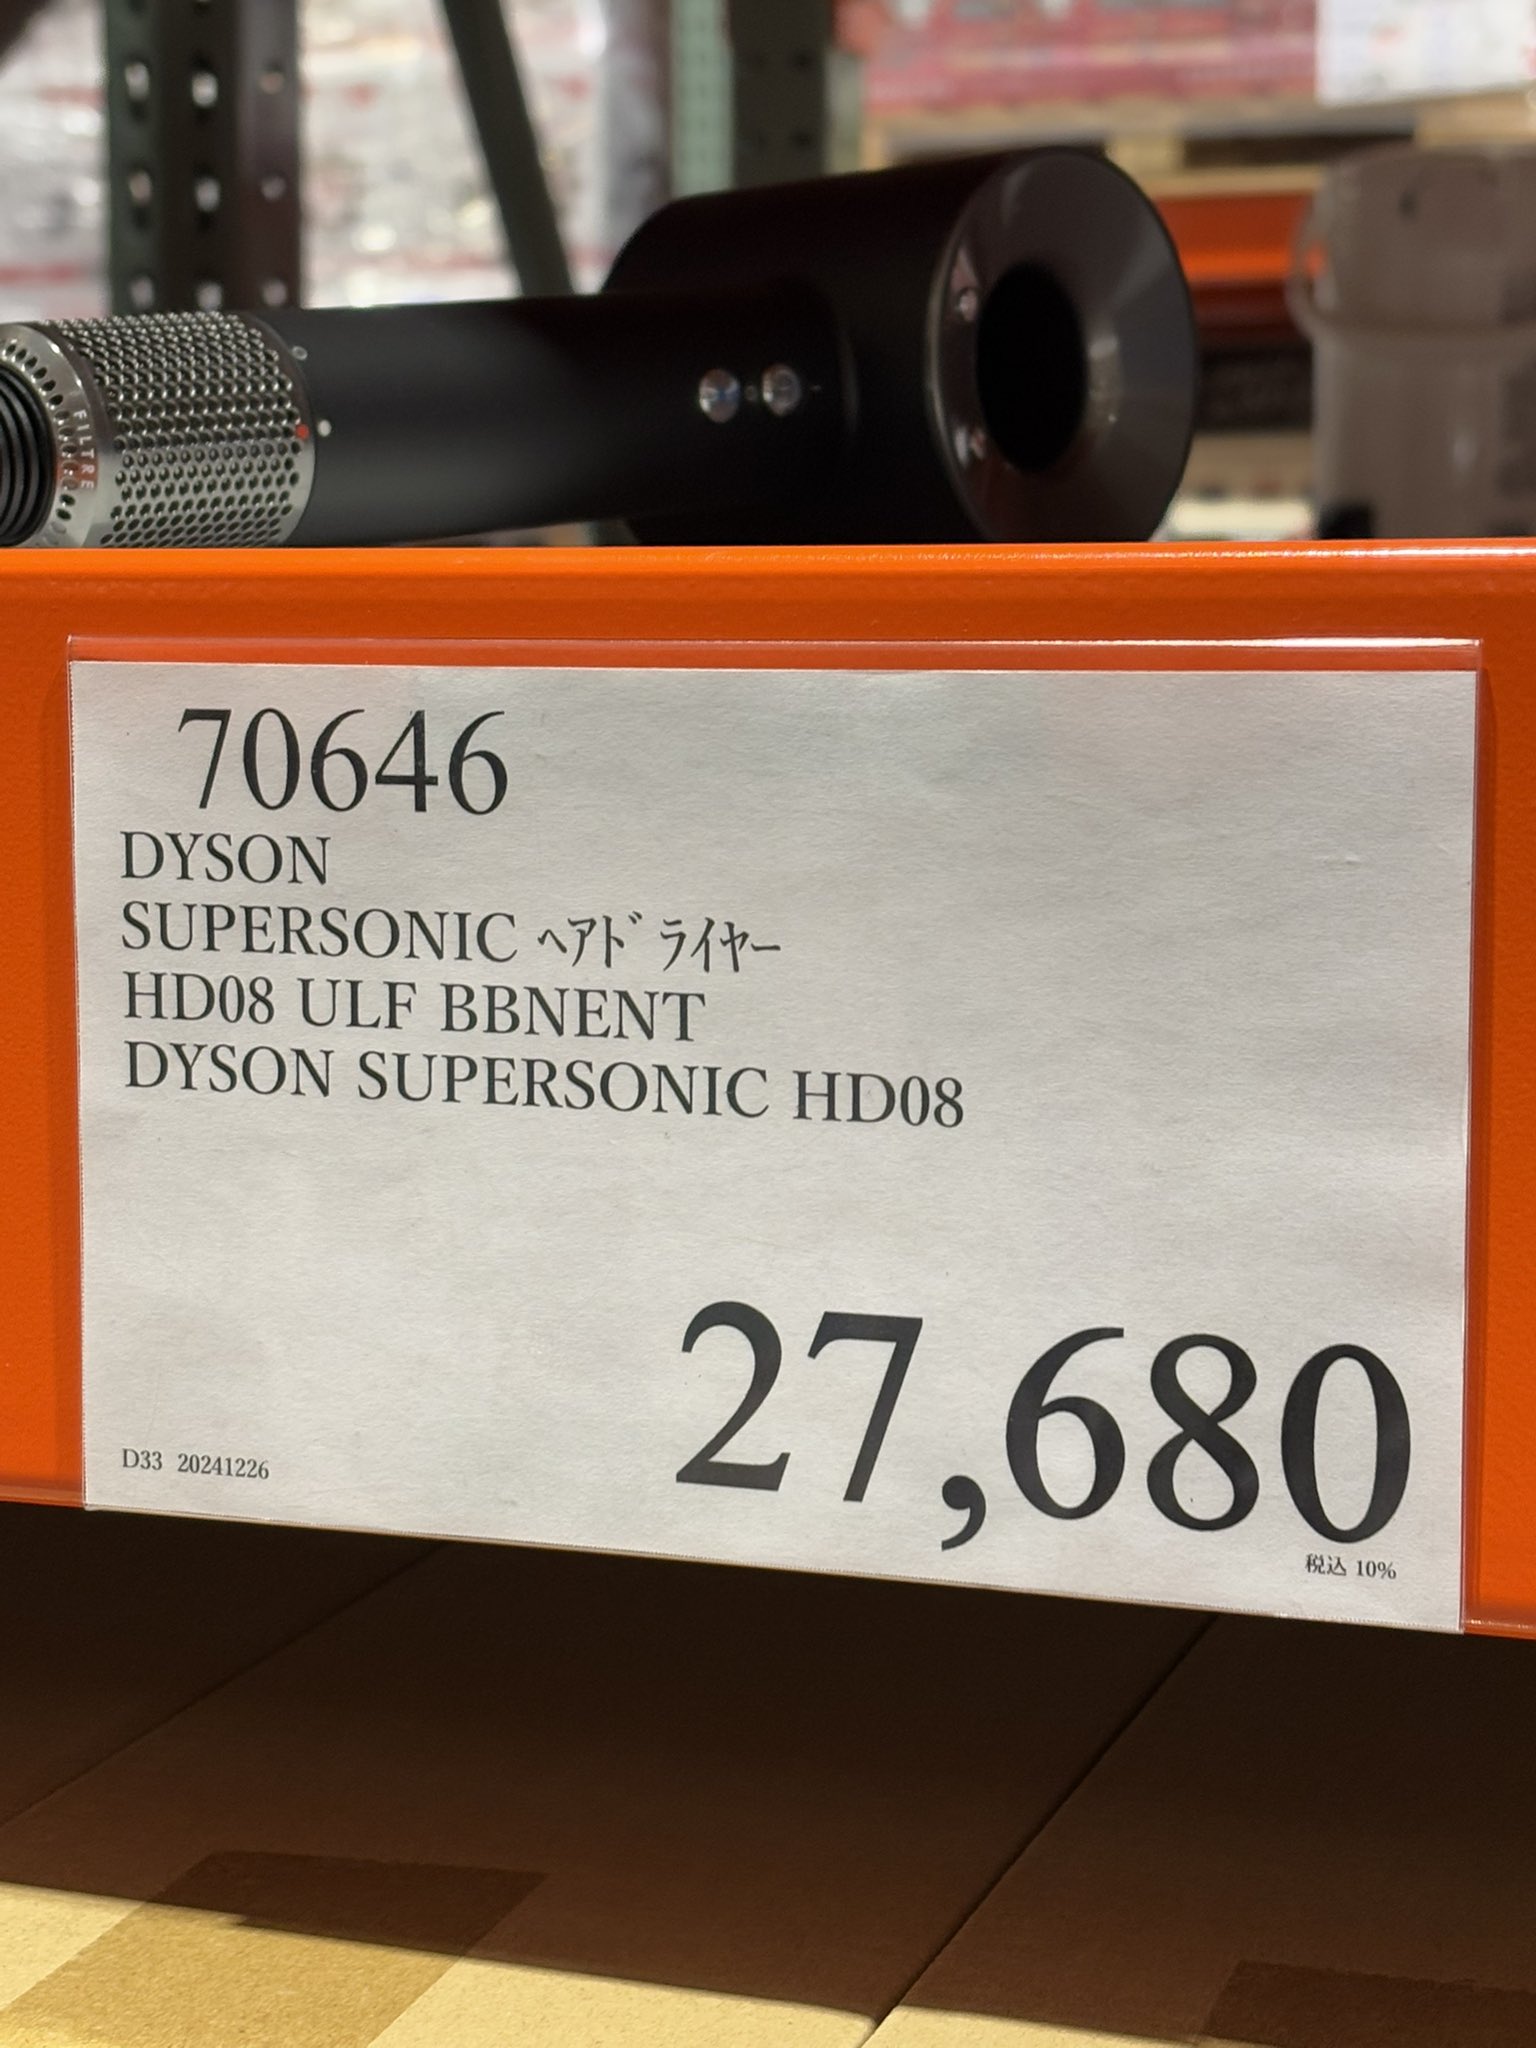 FILTRE
70646
DYSON
SUPERSONIC ヘアドライヤー
HD08 ULF BBNENT
DYSON SUPERSONIC HD08
27,680
D33 20241226
税込 10%